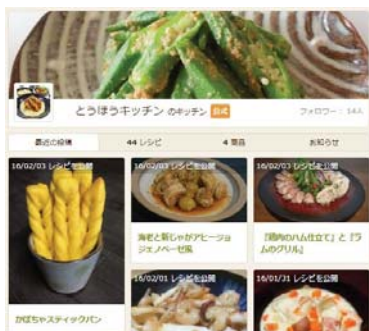 とうほうキッチン のキッチン 公式
フォロワー： 14人
最近の投稿
44 レシピ
4 献立
お知らせ
16/02/03 レシピを公開
16/02/03 レシピを公開
16/02/03 レシピを公開
海老と新じゃがアヒージョ
ジェノベーゼ風
『鶏肉のハム仕立て』と『ラ
ムのグリル』
16/02/01 レシピを公開
16/01/31 レシピを公開
かぼちゃスティックパン